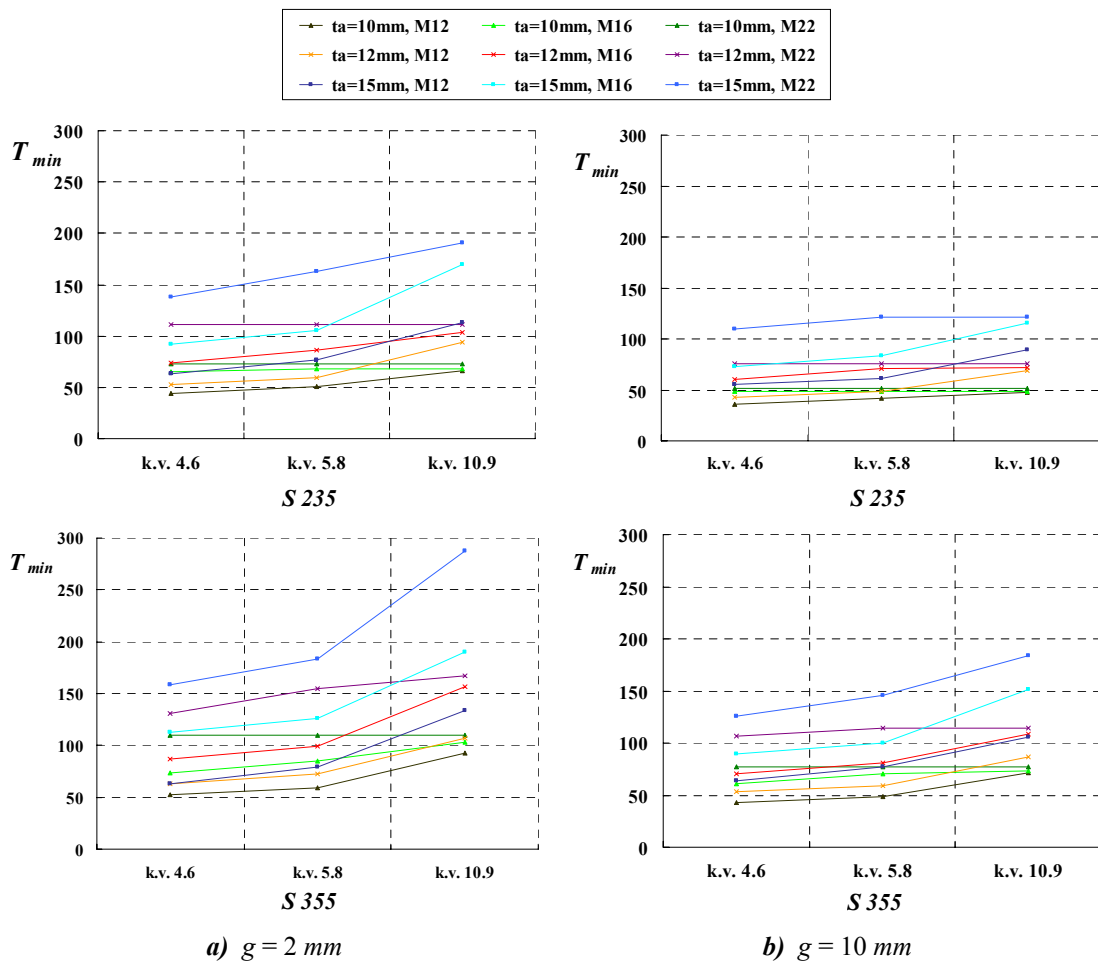 ta=10mm, M12 ta=10mm, M16 ta=10mm, M22
ta=12mm, M12 ta=12mm, M16 ta=12mm, M22
ta=15mm, M12 ta=15mm, M16 ta=15mm, M22
T min
300
250
200
150
100
50
0
k.v. 4.6 k.v. 5.8 k.v. 10.9
S 235
T min
300
250
200
150
100
50
0
k.v. 4.6 k.v. 5.8 k.v. 10.9
S 235
T min
300
250
200
150
100
50
0
k.v. 4.6 k.v. 5.8 k.v. 10.9
S 355
T min
300
250
200
150
100
50
0
k.v. 4.6 k.v. 5.8 k.v. 10.9
S 355
a) g = 2 mm
b) g = 10 mm